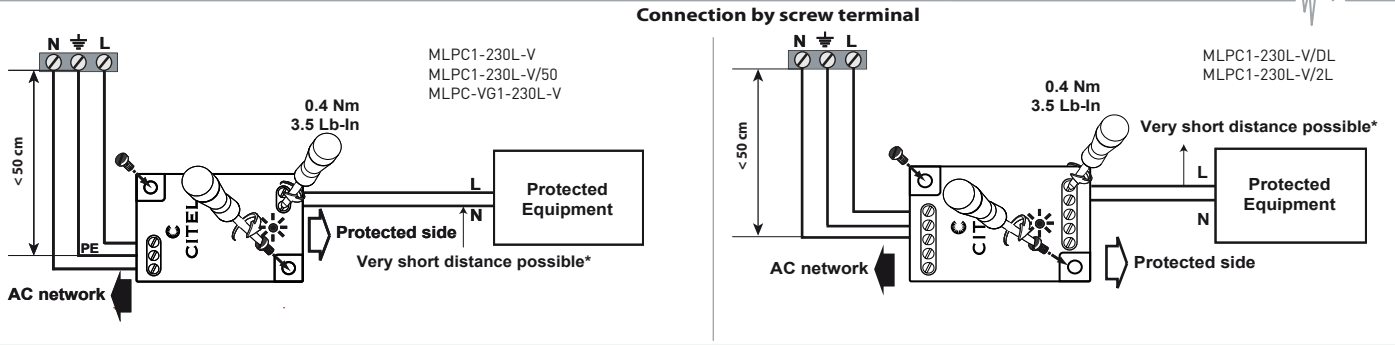 Connection by screw terminal
N L
MLPC1-230L-V
MLPC1-230L-V/50
MLPC-VG1-230L-V
0.4 Nm
3.5 Lb-In
< 50 cm
PE
C
CITEL
L
N
Protected
Equipment
Protected side
Very short distance possible*
AC network
N L
MLPC1-230L-V/DL
MLPC1-230L-V/2L
0.4 Nm
3.5 Lb-In
Very short distance possible*
< 50 cm
C
CITE
L
N
Protected
Equipment
AC network
Protected side